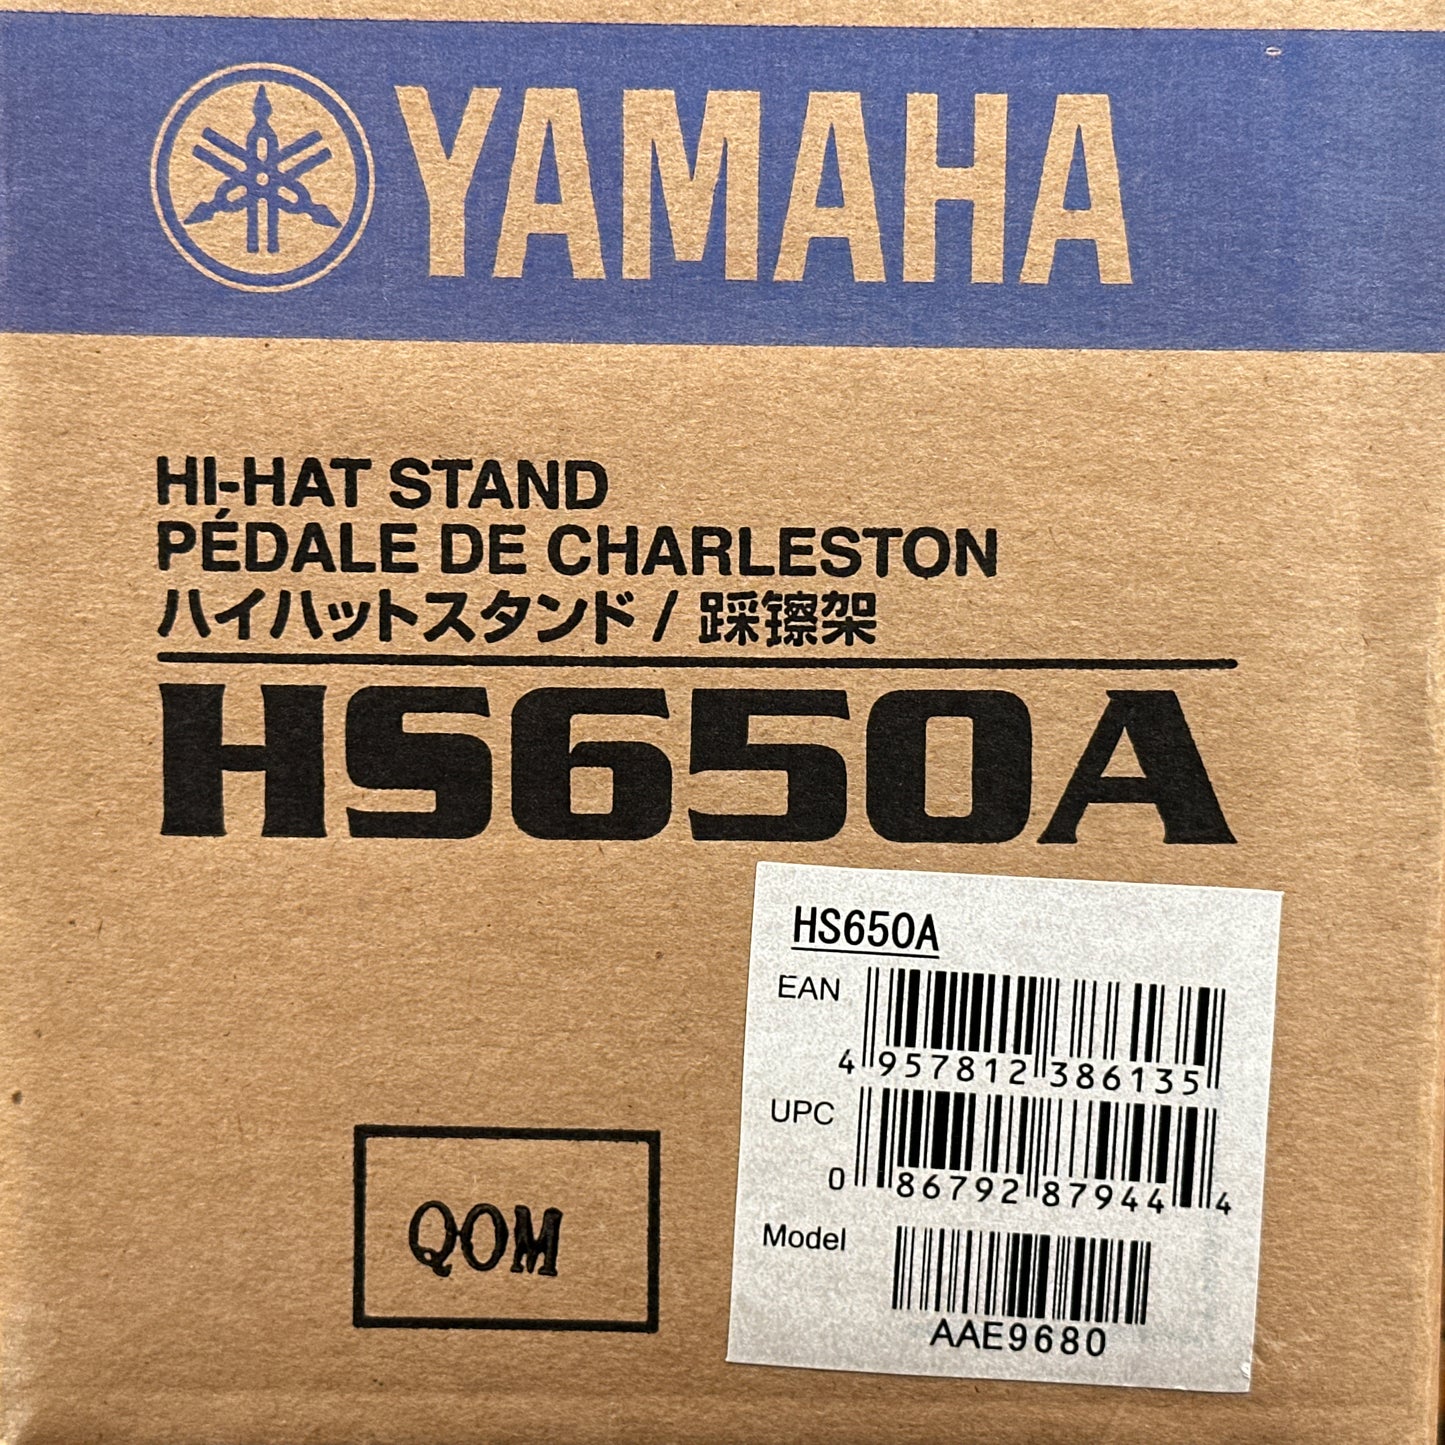 YAMAHA
HI-HAT STAND
PÉDALE DE CHARLESTON
ハイハットスタンド / 踩镲架
HS650A
HS650A
EAN
4 957812 386135
UPC
0 86792 87944 4
Model
AAE9680
QOM